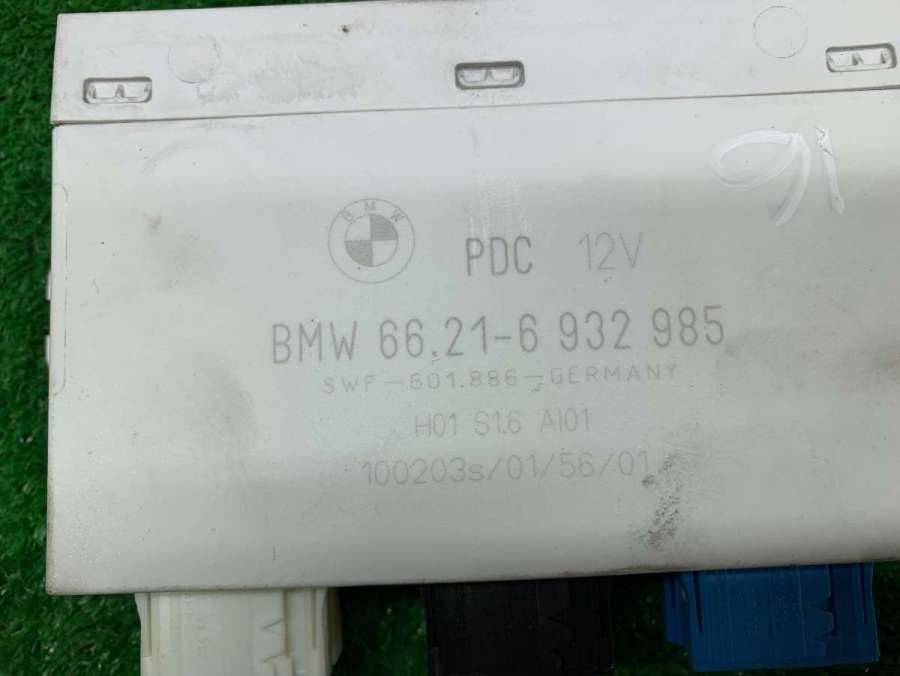 16
BMW
PDC 12V
BMW 66.21-6 932 985
SWF-601.886-GERMANY
H01 S1.6 AI01
100203s/01/56/01